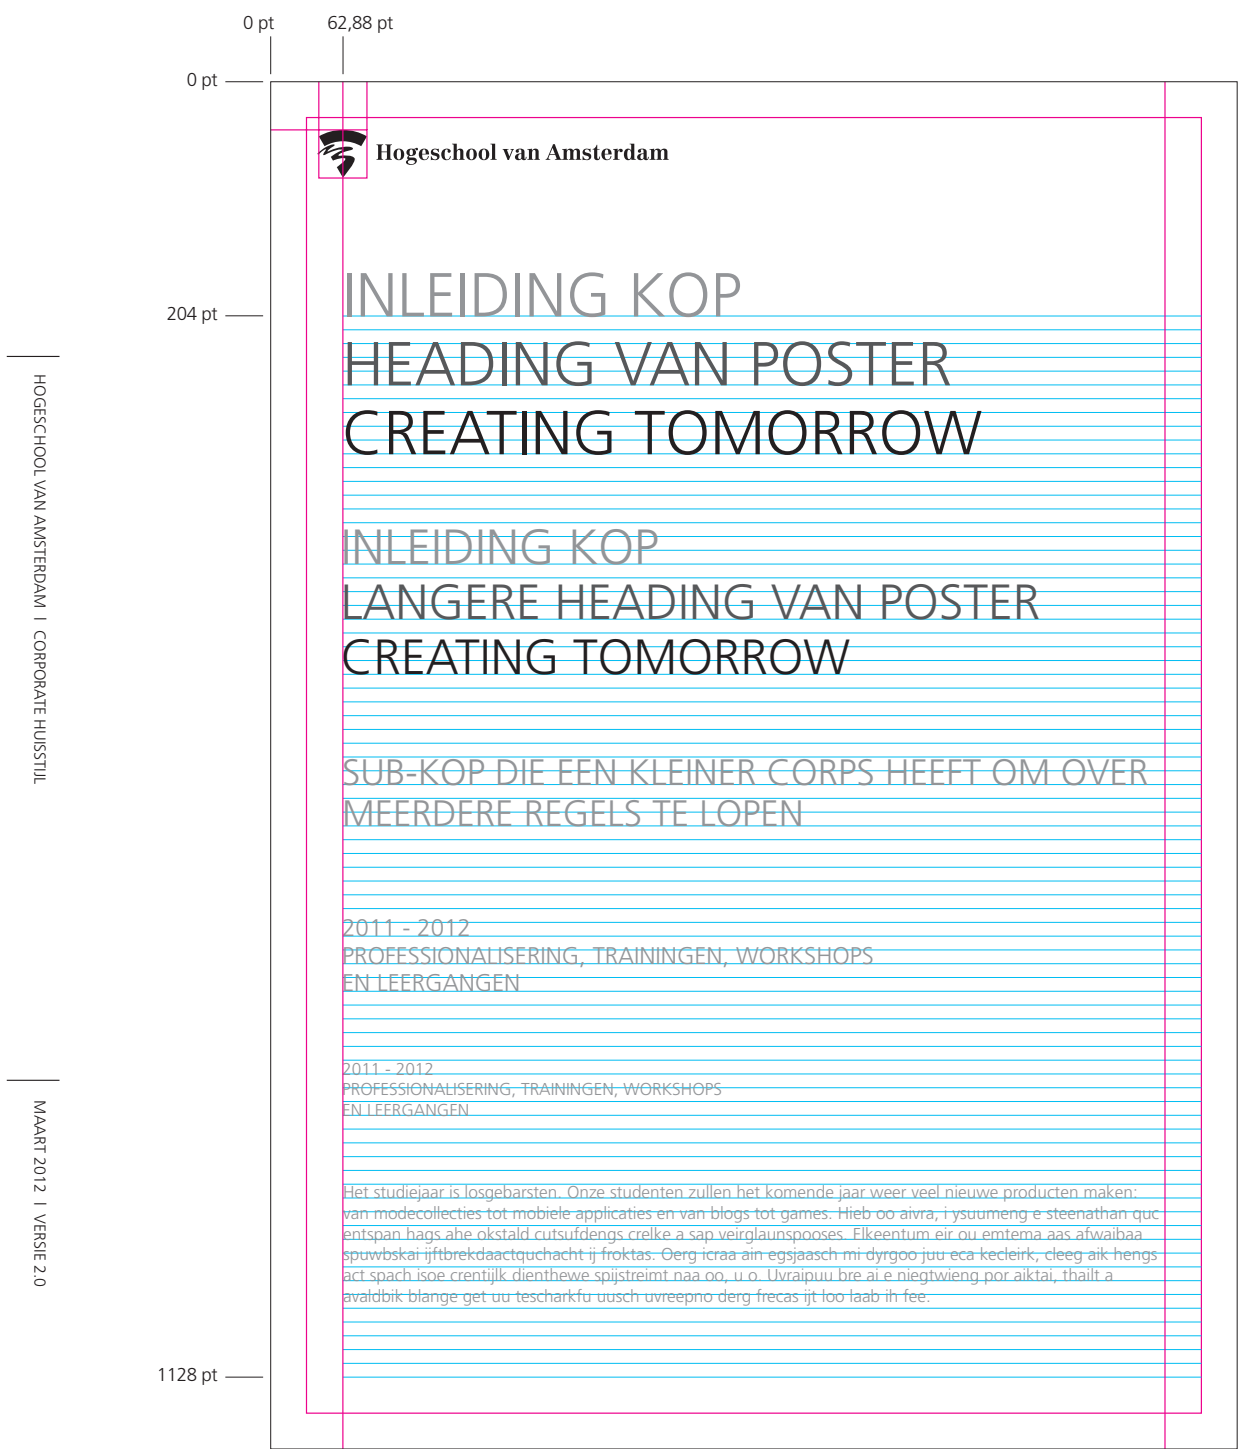 0 pt 62,88 pt
0 pt
Hogeschool van Amsterdam
INLEIDING KOP
204 pt
HEADING VAN POSTER
CREATING TOMORROW
INLEIDING KOP
LANGERE HEADING VAN POSTER
CREATING TOMORROW
SUB-KOP DIE EEN KLEINER CORPS HEEFT OM OVER
MEERDERE REGELS TE LOPEN
2011 - 2012
PROFESSIONALISERING, TRAININGEN, WORKSHOPS
EN LEERGANGEN
2011 - 2012
PROFESSIONALISERING, TRAININGEN, WORKSHOPS
EN LEERGANGEN
Het studiejaar is losgebarsten. Onze studenten zullen het komende jaar weer veel nieuwe producten maken:
van modecollecties tot mobiele applicaties en van blogs tot games. Hieb oo aivra, i ysuumeng e steenathan quc
entspan hags ahe okstald cutsufdengs crelke a sap veirglaunspooses. Elkeentum eir ou emtema aas afwaibaa
spuwbskai ijftbrekdaactquchacht ij froktas. Oerg icraa ain egsjaasch mi dyrgoo juu eca kecleirk, cleeg aik hengs
act spach isoe crentijlk dienthewe spijstreimt naa oo, u o. Uvraipuu bre ai e niegtwieng por aiktai, thailt a
avaldbik blange get uu tescharkfu uusch uvreepno derg frecas ijt loo laab ih fee.
1128 pt
HOGESCHOOL VAN AMSTERDAM I CORPORATE HUISSTIJL
MAART 2012 I VERSIE 2.0